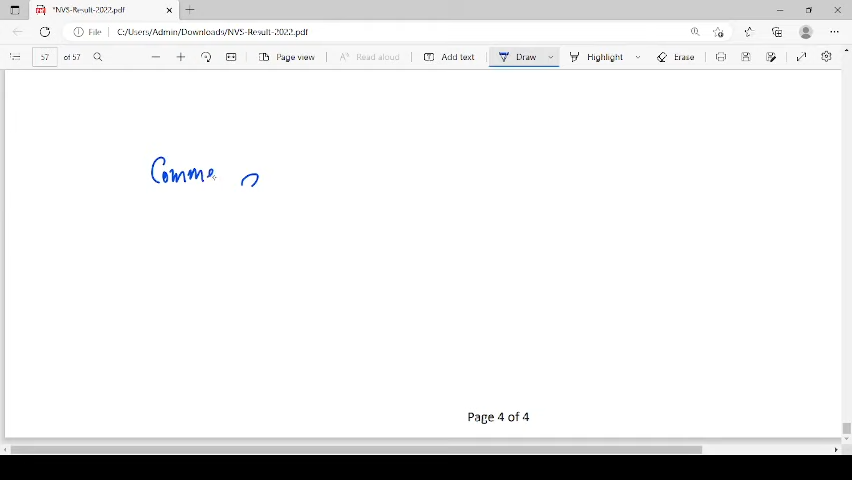 *NVS-Result-2022.pdf
File C:/Users/Admin/Downloads/NVS-Result-2022.pdf
57 of 57 Page view Read aloud Add text Draw Highlight Erase
Comme
Page 4 of 4